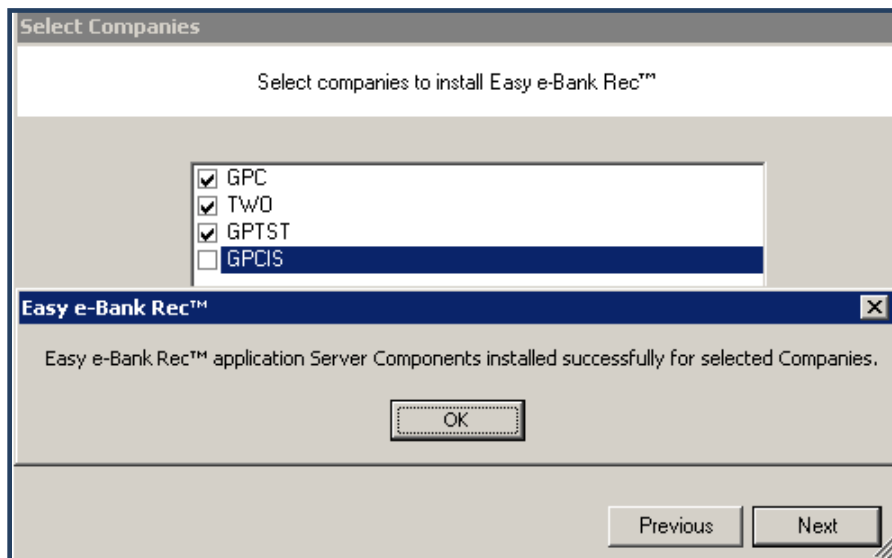 Select Companies
Select companies to install Easy e-Bank Rec™
GPC
TWO
GPTST
GPCIS
Easy e-Bank Rec™
Easy e-Bank Rec™ application Server Components installed successfully for selected Companies.
OK
Previous
Next